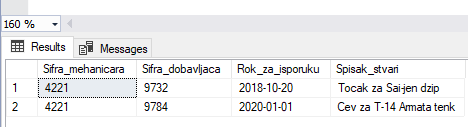 160 %
Results Messages
Sifra_mehanicara Sifra_dobavljaca Rok_za_isporuku Spisak_stvari
1 4221 9732 2018-10-20 Tocak za Sai-jen dzip
2 4221 9784 2020-01-01 Cev za T-14 Armata tenk